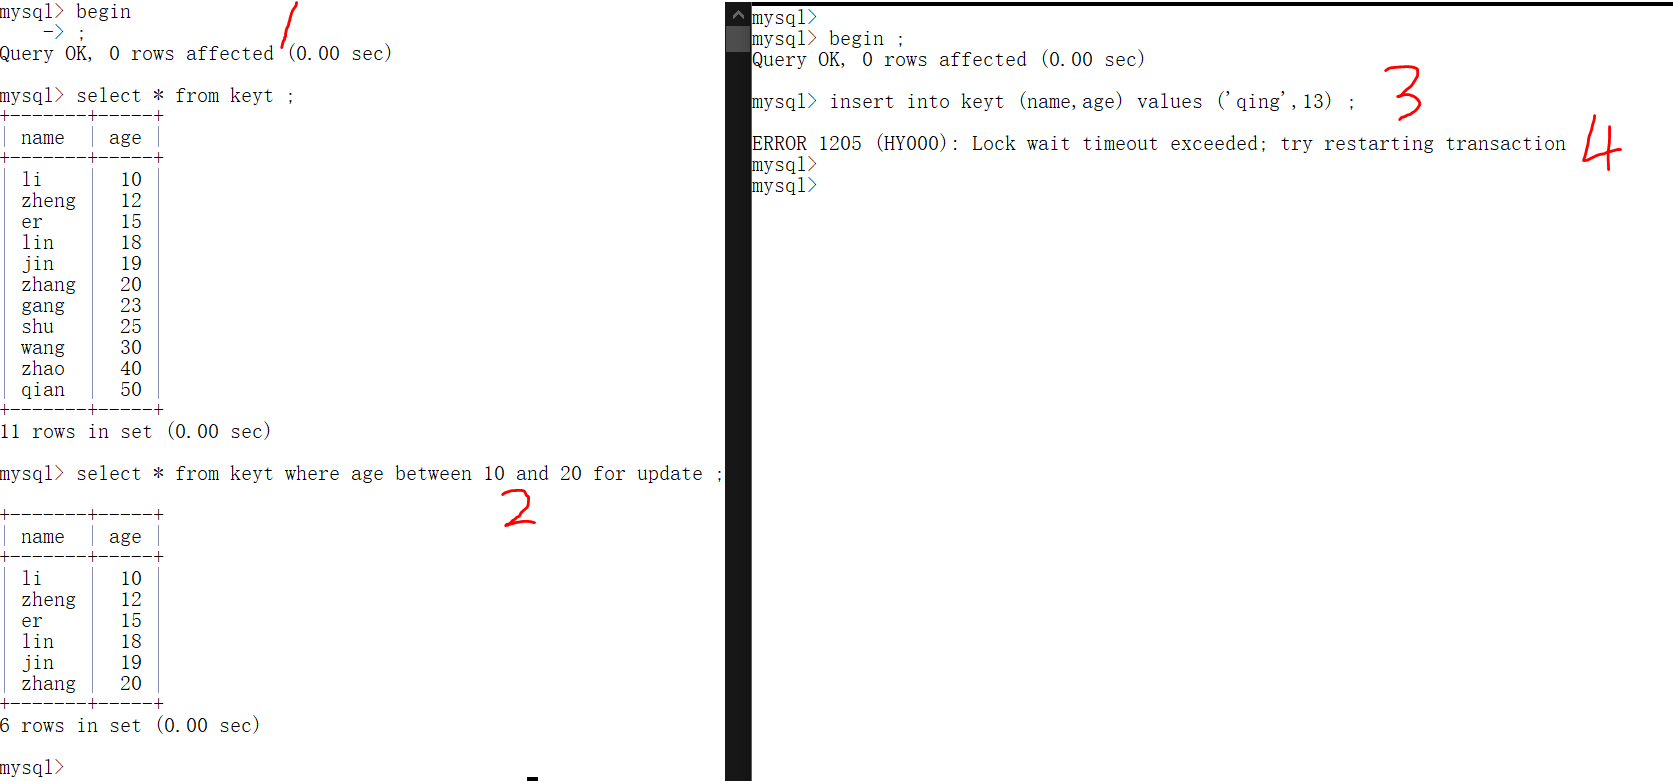 mysql> begin
    -> ;
Query OK, 0 rows affected (0.00 sec)
1
mysql> select * from keyt ;
+-------+-----+
| name  | age |
+-------+-----+
| li    |  10 |
| zheng |  12 |
| er    |  15 |
| lin   |  18 |
| jin   |  19 |
| zhang |  20 |
| gang  |  23 |
| shu   |  25 |
| wang  |  30 |
| zhao  |  40 |
| qian  |  50 |
+-------+-----+
11 rows in set (0.00 sec)
mysql> select * from keyt where age between 10 and 20 for update ;
2
+-------+-----+
| name  | age |
+-------+-----+
| li    |  10 |
| zheng |  12 |
| er    |  15 |
| lin   |  18 |
| jin   |  19 |
| zhang |  20 |
+-------+-----+
6 rows in set (0.00 sec)
mysql>
mysql>
mysql> begin ;
Query OK, 0 rows affected (0.00 sec)
mysql> insert into keyt (name,age) values ('qing',13) ;
3
ERROR 1205 (HY000): Lock wait timeout exceeded; try restarting transaction
4
mysql>
mysql>